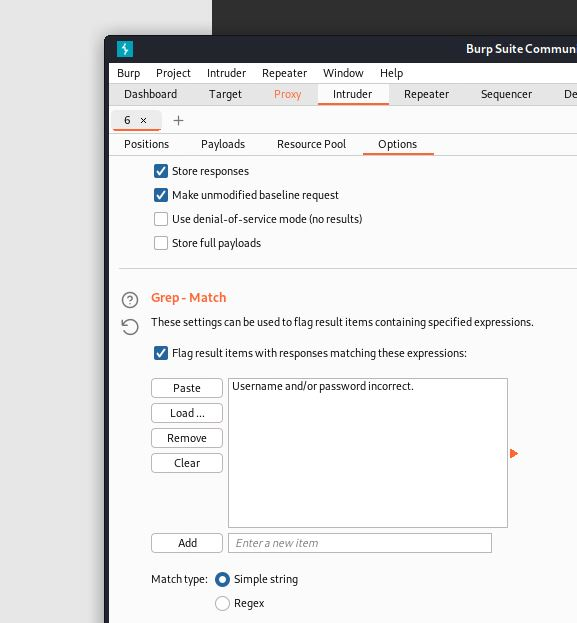 Burp Suite Commun
Burp Project Intruder Repeater Window Help
Dashboard Target Proxy Intruder Repeater Sequencer De
6 × +
Positions Payloads Resource Pool Options
Store responses
Make unmodified baseline request
Use denial-of-service mode (no results)
Store full payloads
Grep - Match
These settings can be used to flag result items containing specified expressions.
Flag result items with responses matching these expressions:
Paste
Username and/or password incorrect.
Load ...
Remove
Clear
Add
Enter a new item
Match type: Simple string
Regex